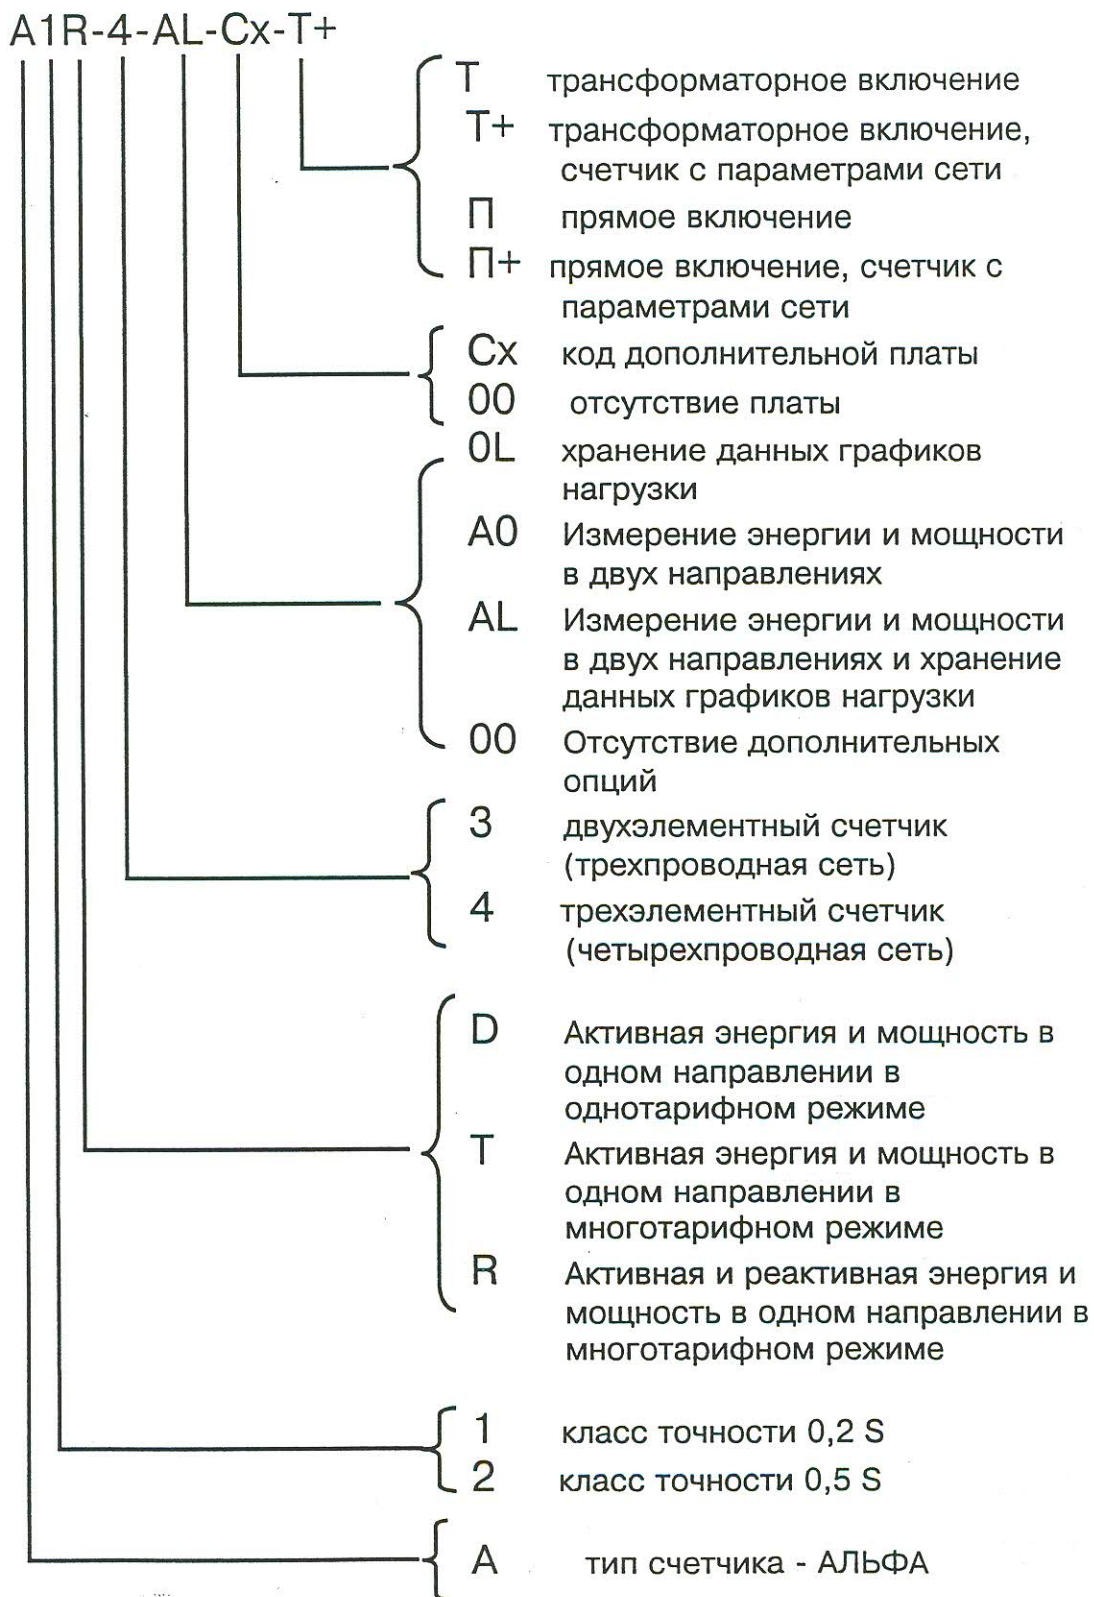 A1R-4-AL-Cx-T+
T трансформаторное включение
T+ трансформаторное включение,
счетчик с параметрами сети
П прямое включение
П+ прямое включение, счетчик с
параметрами сети
Cx код дополнительной платы
00 отсутствие платы
0L хранение данных графиков
нагрузки
A0 Измерение энергии и мощности
в двух направлениях
AL Измерение энергии и мощности
в двух направлениях и хранение
данных графиков нагрузки
00 Отсутствие дополнительных
опций
3 двухэлементный счетчик
(трехпроводная сеть)
4 трехэлементный счетчик
(четырехпроводная сеть)
D Активная энергия и мощность в
одном направлении в
однотарифном режиме
T Активная энергия и мощность в
одном направлении в
многотарифном режиме
R Активная и реактивная энергия и
мощность в одном направлении в
многотарифном режиме
1 класс точности 0,2 S
2 класс точности 0,5 S
A тип счетчика - АЛЬФА